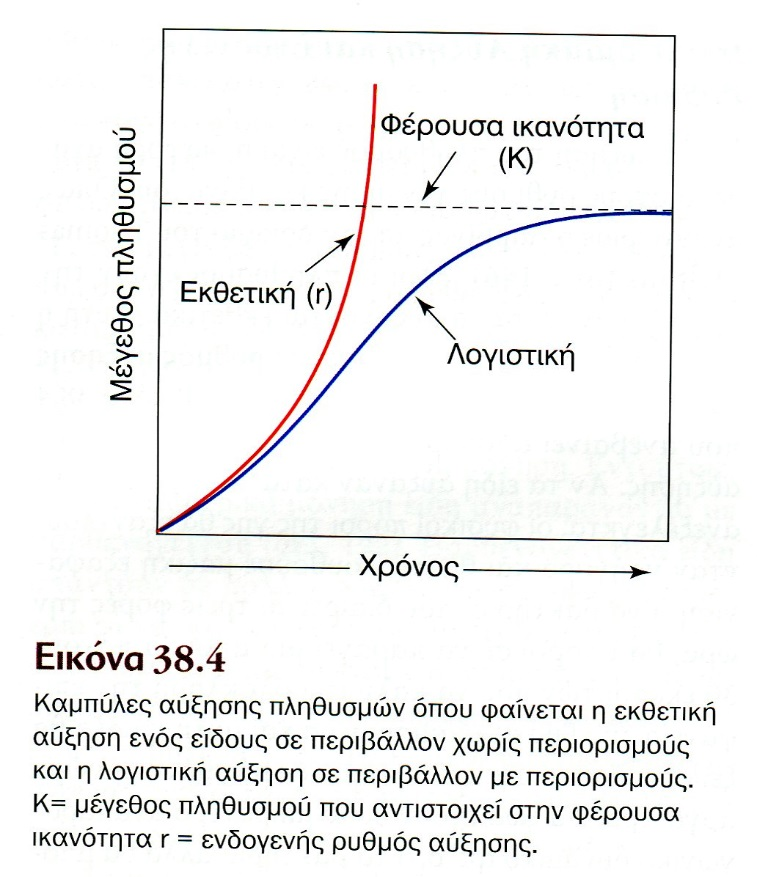 Φέρουσα ικανότητα
(Κ)
Μέγεθος πληθυσμού
Εκθετική (r)
Λογιστική
Χρόνος
Εικόνα 38.4
Καμπύλες αύξησης πληθυσμών όπου φαίνεται η εκθετική
αύξηση ενός είδους σε περιβάλλον χωρίς περιορισμούς
και η λογιστική αύξηση σε περιβάλλον με περιορισμούς.
Κ= μέγεθος πληθυσμού που αντιστοιχεί στην φέρουσα
ικανότητα r = ενδογενής ρυθμός αύξησης.